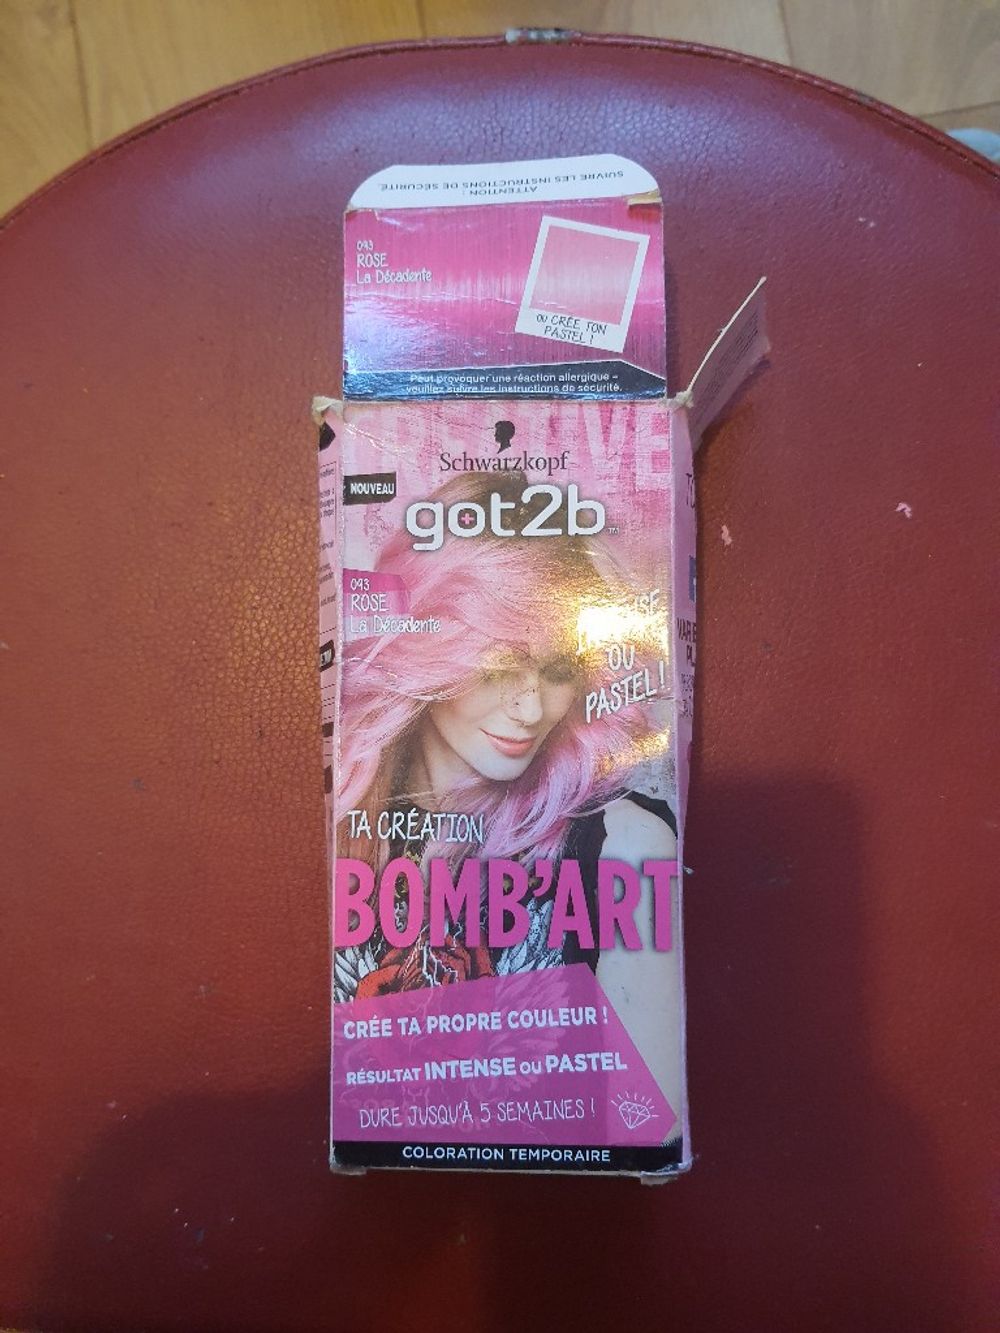 ATTENTION :
SUIVRE LES INSTRUCTIONS DE SÉCURITÉ.
093
ROSE
La Décadente
OU CRÉE TON
PASTEL !
Peut provoquer une réaction allergique –
veuillez suivre les instructions de sécurité.
Schwarzkopf
NOUVEAU
got2b
TM
093
ROSE
La Décadente
OU
PASTEL !
TA CRÉATION
BOMB'ART
CRÉE TA PROPRE COULEUR !
RÉSULTAT INTENSE OU PASTEL
DURE JUSQU'À 5 SEMAINES !
COLORATION TEMPORAIRE